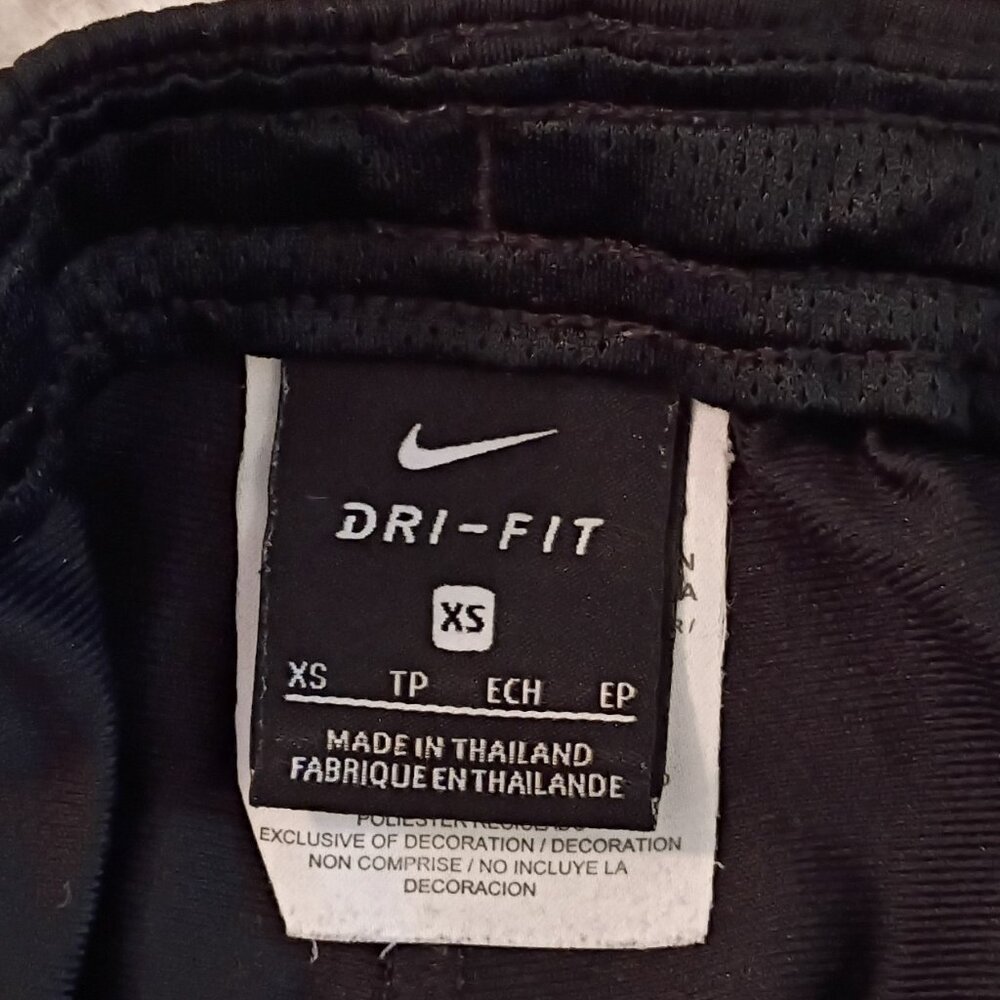 DRI-FIT
XS
XS TP ECH EP
MADE IN THAILAND
FABRIQUE EN THAILANDE
EXCLUSIVE OF DECORATION / DECORATION
NON COMPRISE / NO INCLUYE LA
DECORACION